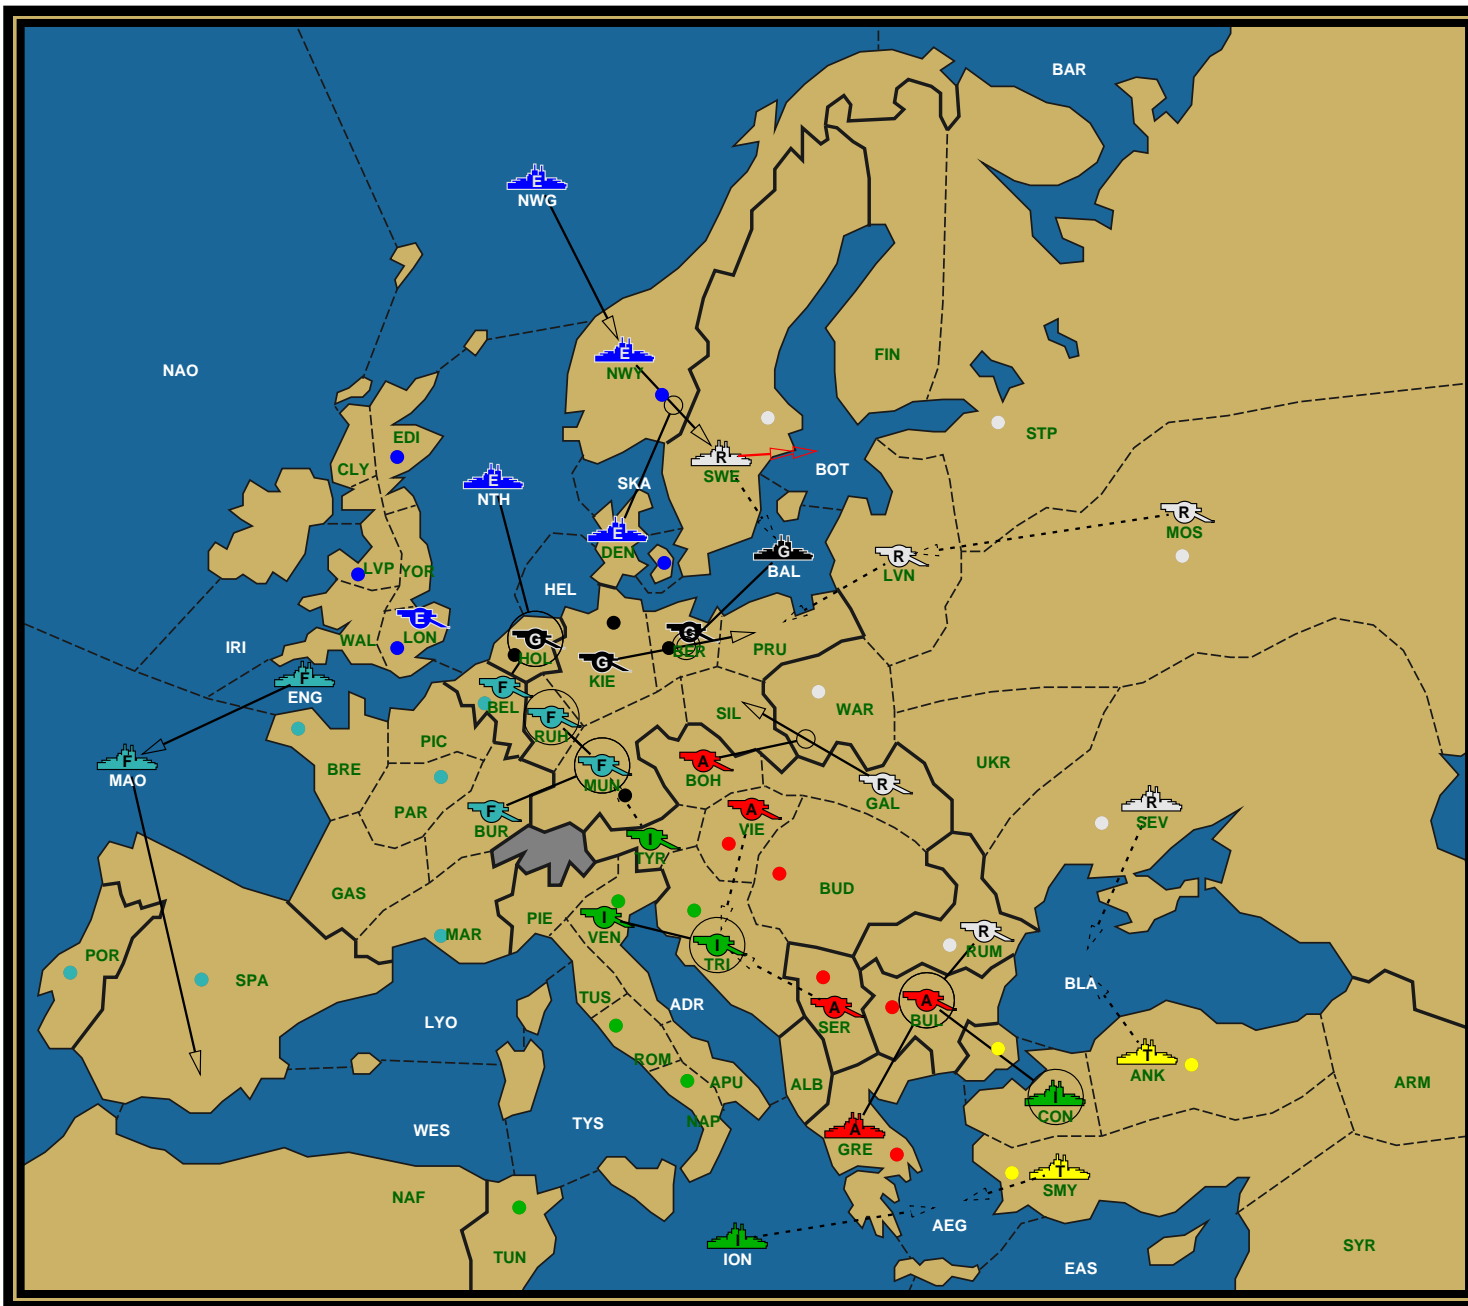 BAR
E
NWG
NAO
E
NWY
FIN
EDI
STP
CLY
R
SWE
BOT
E
NTH
SKA
R
MOS
E
DEN
G
BAL
R
LVN
LVP
YOR
HEL
E
LON
G
HOL
G
BER
PRU
WAL
IRI
G
KIE
F
ENG
F
BEL
F
RUH
SIL
WAR
PIC
BRE
F
MAO
F
MUN
A
BOH
R
GAL
UKR
PAR
F
BUR
A
VIE
R
SEV
I
TYR
GAS
BUD
PIE
I
VEN
MAR
I
TRI
R
RUM
POR
SPA
TUS
ADR
A
SER
A
BUL
BLA
LYO
ROM
APU
ALB
T
ANK
ARM
I
CON
WES
TYS
NAP
A
GRE
T
SMY
NAF
AEG
I
ION
TUN
EAS
SYR